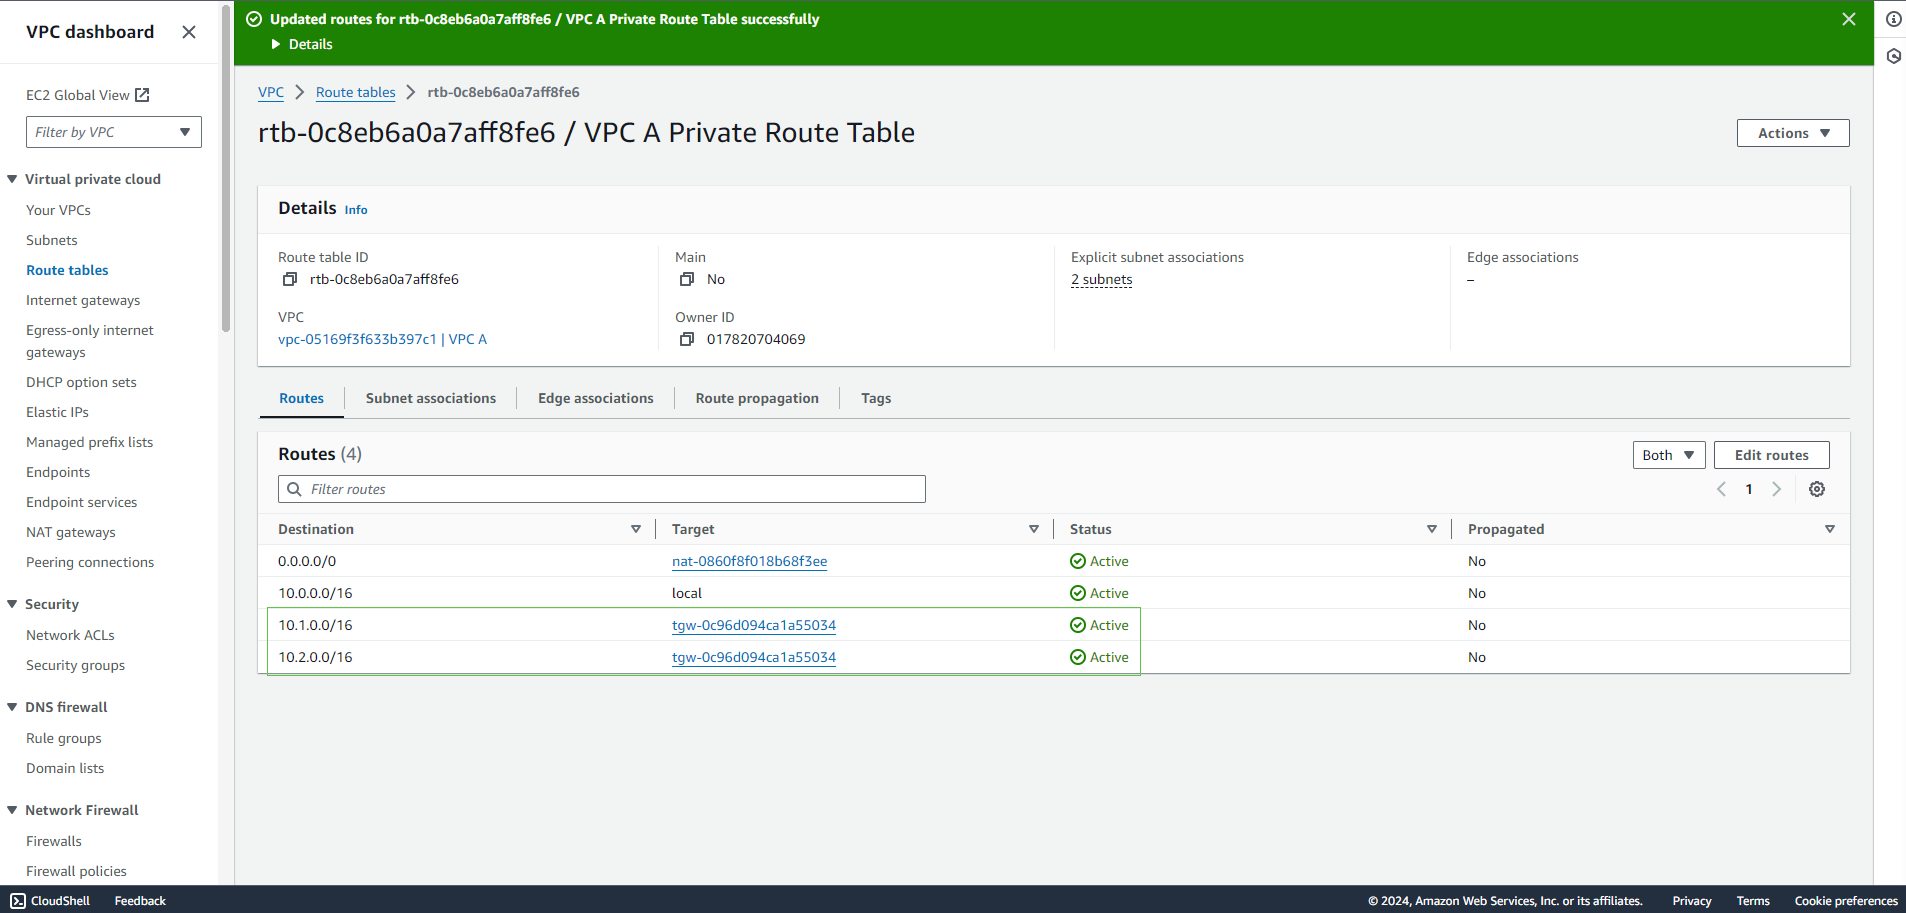 VPC dashboard
EC2 Global View
Filter by VPC
Virtual private cloud
Your VPCs
Subnets
Route tables
Internet gateways
Egress-only internet
gateways
DHCP option sets
Elastic IPs
Managed prefix lists
Endpoints
Endpoint services
NAT gateways
Peering connections
Security
Network ACLs
Security groups
DNS firewall
Rule groups
Domain lists
Network Firewall
Firewalls
Firewall policies
Updated routes for rtb-0c8eb6a0a7aff8fe6 / VPC A Private Route Table successfully
Details
VPC > Route tables > rtb-0c8eb6a0a7aff8fe6
rtb-0c8eb6a0a7aff8fe6 / VPC A Private Route Table
Actions
Details Info
Route table ID
rtb-0c8eb6a0a7aff8fe6
VPC
vpc-05169f3f633b397c1 | VPC A
Main
No
Owner ID
017820704069
Explicit subnet associations
2 subnets
Edge associations
–
Routes Subnet associations Edge associations Route propagation Tags
Routes (4)
Both Edit routes
Filter routes
1
Destination Target Status Propagated
0.0.0.0/0 nat-0860f8f018b68f3ee Active No
10.0.0.0/16 local Active No
10.1.0.0/16 tgw-0c96d094ca1a55034 Active No
10.2.0.0/16 tgw-0c96d094ca1a55034 Active No
CloudShell Feedback © 2024, Amazon Web Services, Inc. or its affiliates. Privacy Terms Cookie preferences